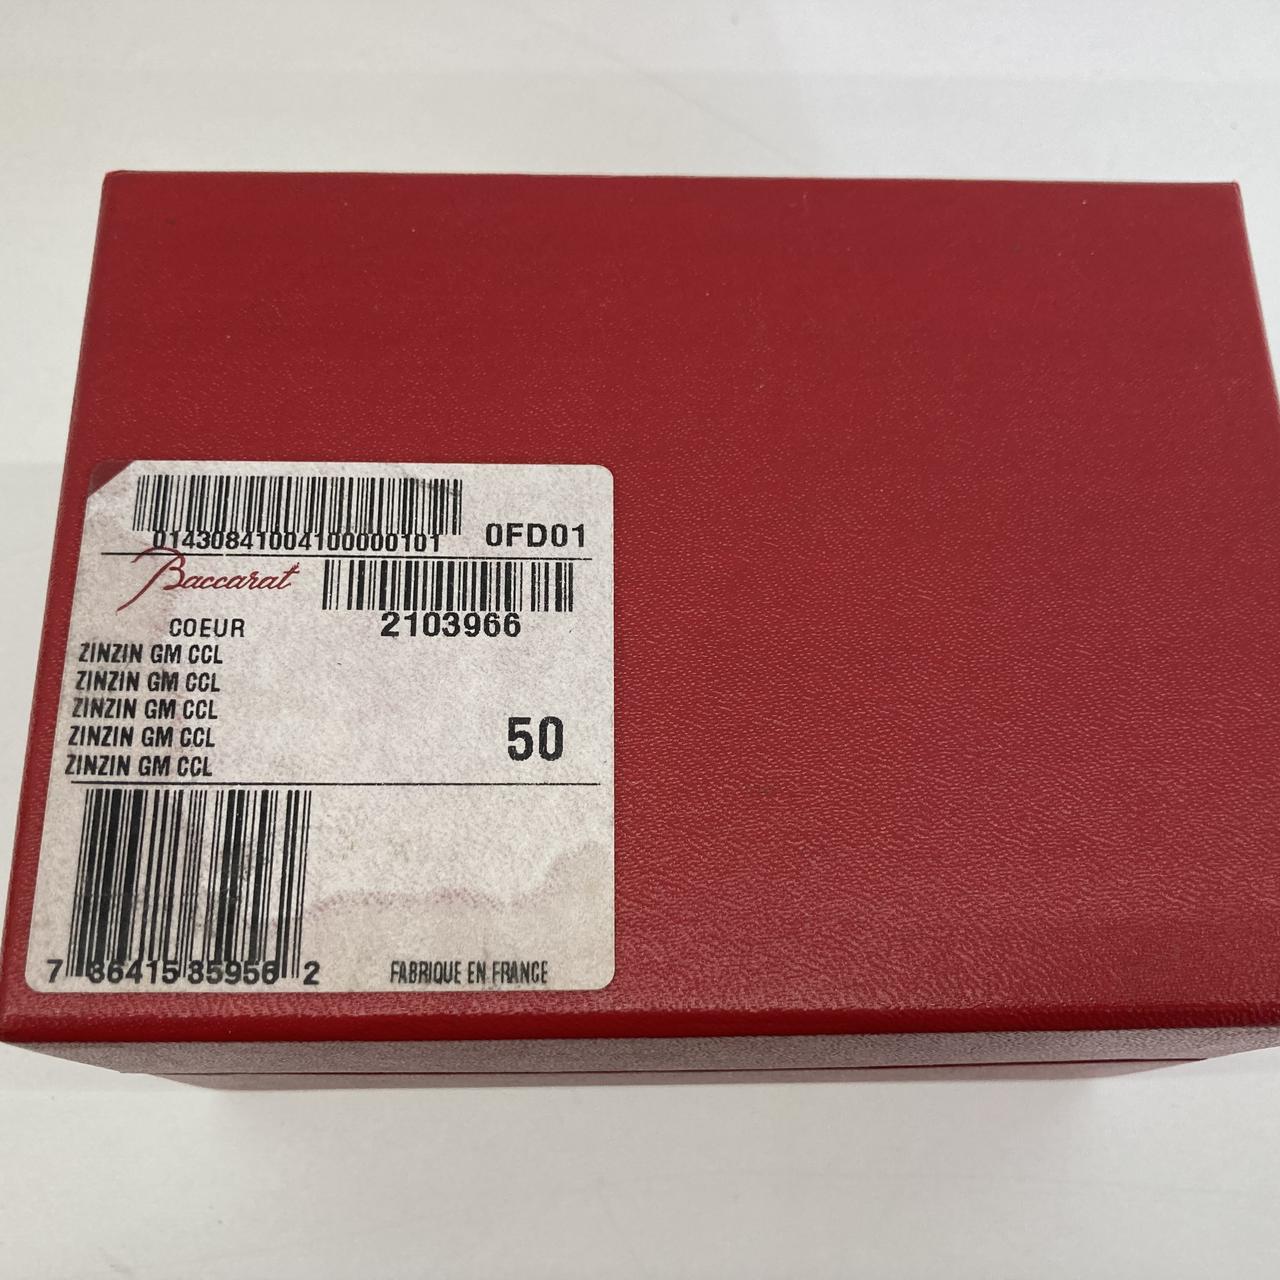 01430841004100000101 0FD01
Baccarat
2103966
COEUR
ZINZIN GM CCL
ZINZIN GM CCL
ZINZIN GM CCL
ZINZIN GM CCL
ZINZIN GM CCL
50
7 86415 85956 2
FABRIQUE EN FRANCE